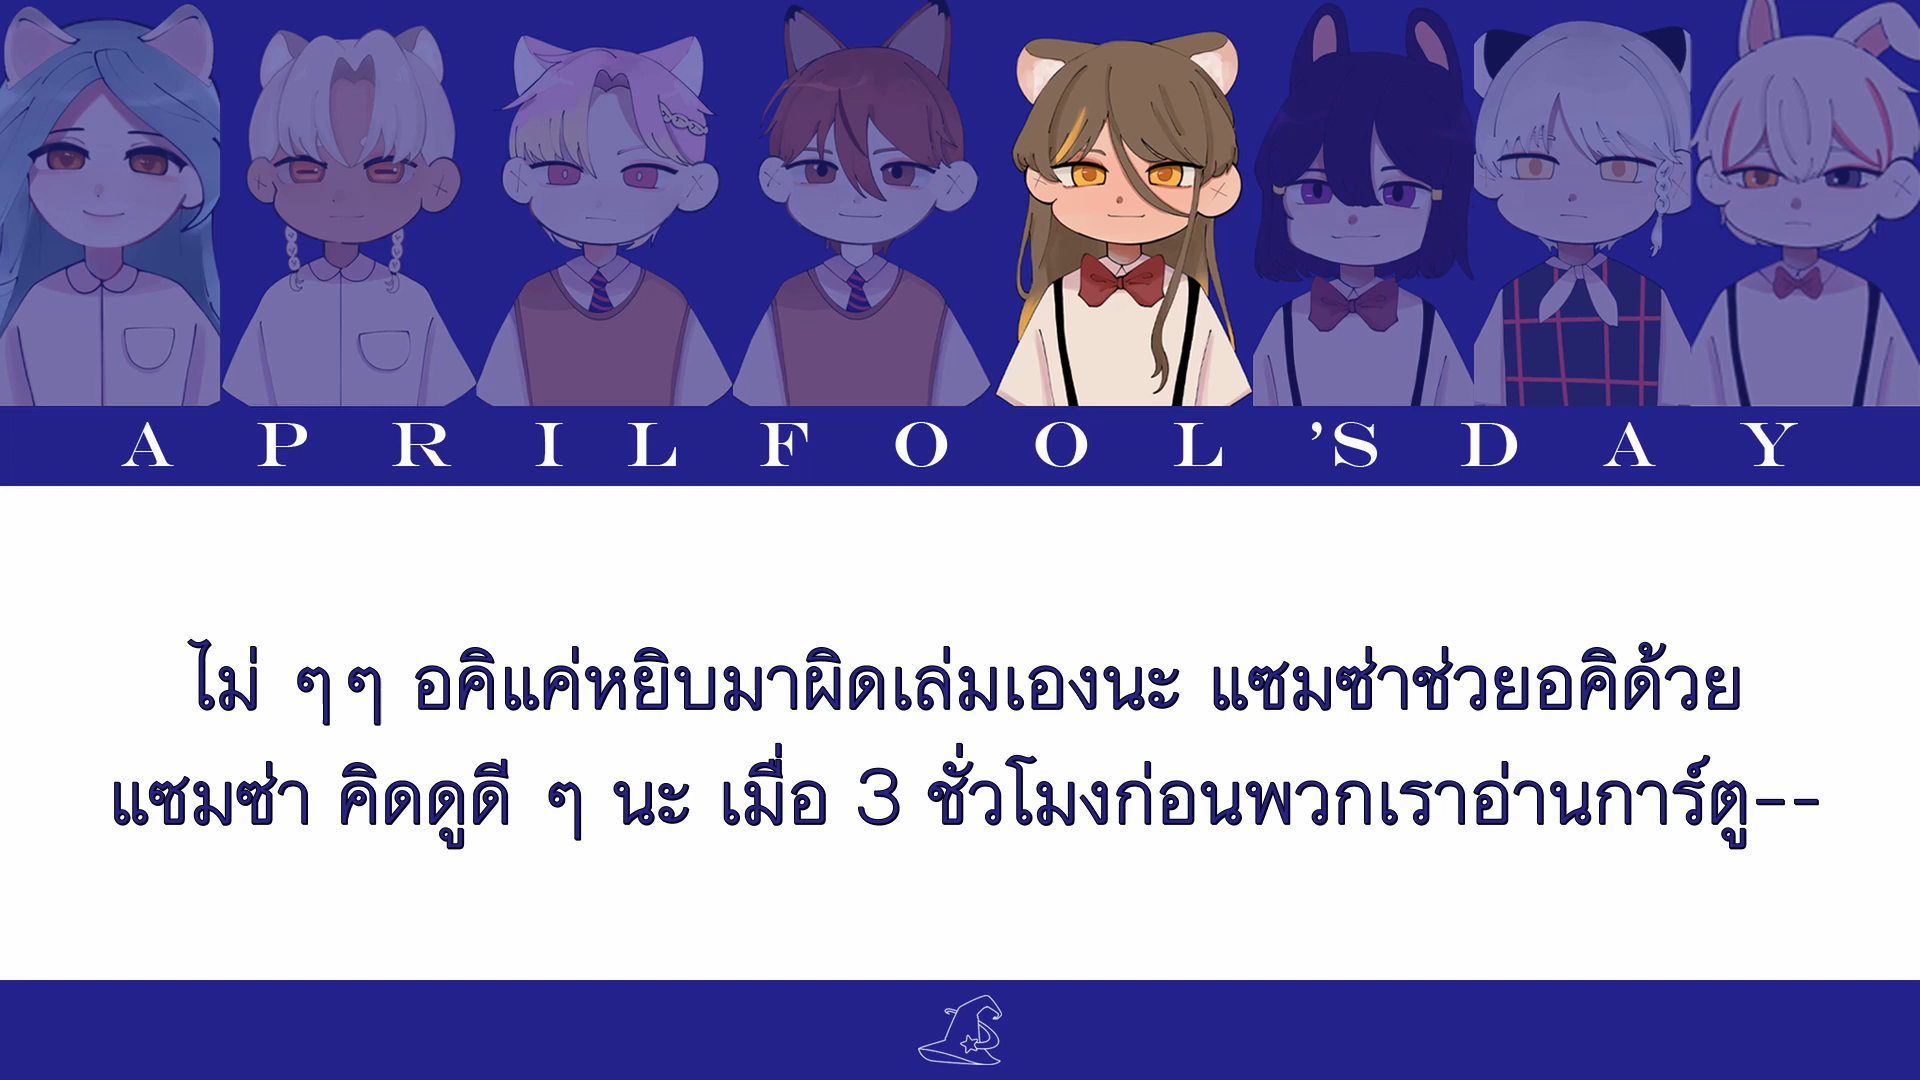 APRIL FOOL'S DAY
ไม่ ๆๆ อคิแค่หยิบมาผิดเล่มเองนะ แซมซ่าช่วยอคิด้วย
แซมซ่า คิดดูดี ๆ นะ เมื่อ 3 ชั่วโมงก่อนพวกเราอ่านการ์ตู--